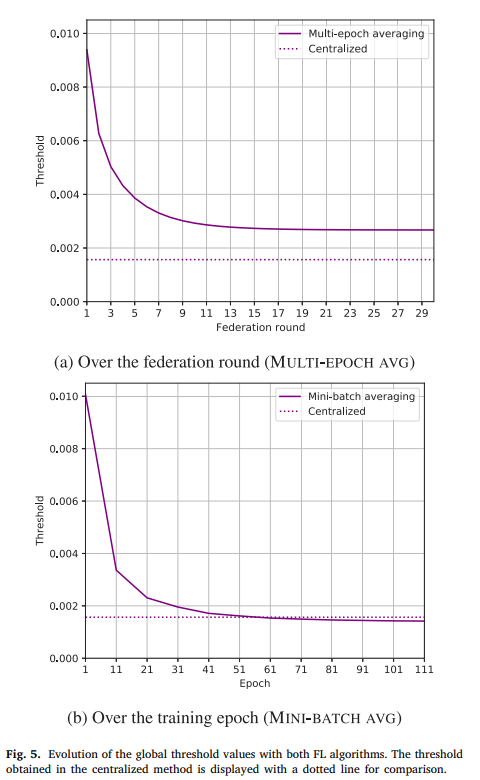 0.010
0.008
0.006
0.004
0.002
0.000
Threshold
Multi-epoch averaging
Centralized
1 3 5 7 9 11 13 15 17 19 21 23 25 27 29
Federation round
(a) Over the federation round (MULTI-EPOCH AVG)
0.010
0.008
0.006
0.004
0.002
0.000
Threshold
Mini-batch averaging
Centralized
1 11 21 31 41 51 61 71 81 91 101 111
Epoch
(b) Over the training epoch (MINI-BATCH AVG)
Fig. 5. Evolution of the global threshold values with both FL algorithms. The threshold
obtained in the centralized method is displayed with a dotted line for comparison.